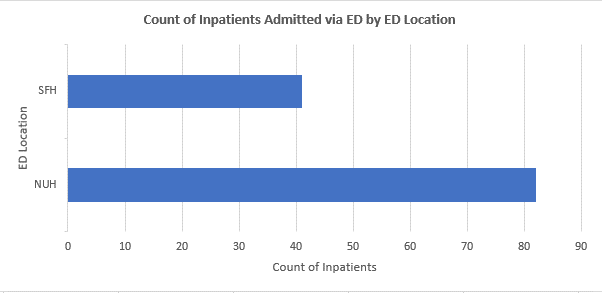 Count of Inpatients Admitted via ED by ED Location
ED Location
SFH
NUH
0 10 20 30 40 50 60 70 80 90
Count of Inpatients